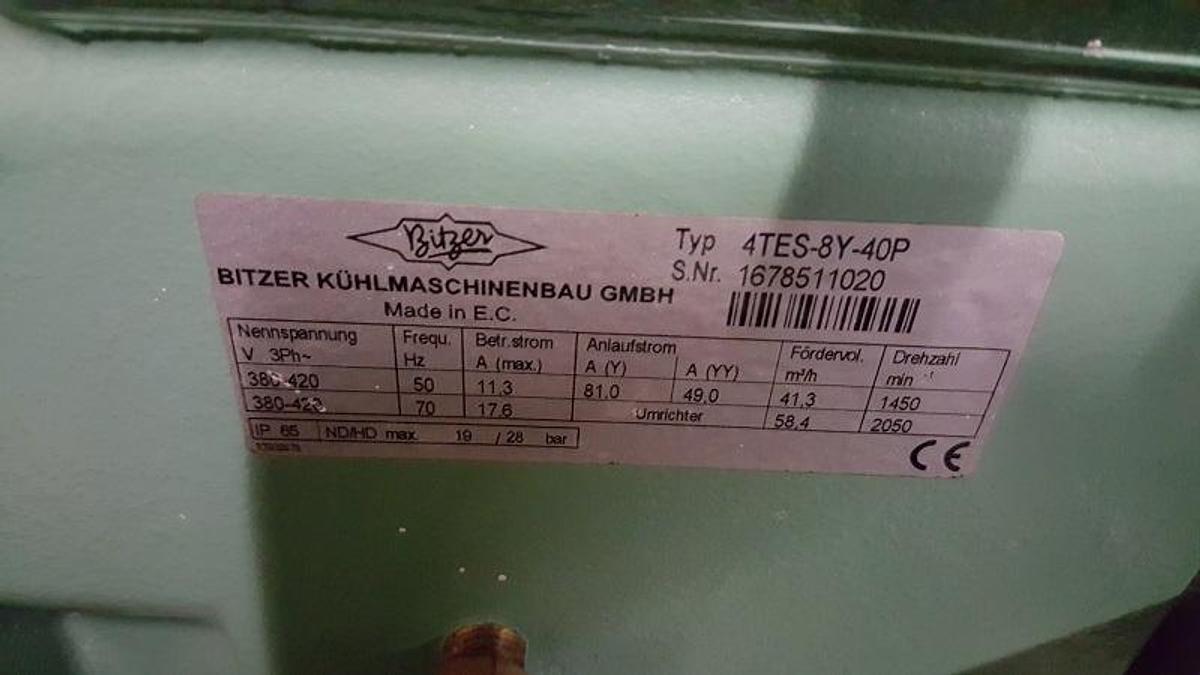 Bitzer
BITZER KÜHLMASCHINENBAU GMBH
Made in E.C.
Typ 4TES-8Y-40P
S.Nr. 1678511020
Nennspannung Frequ. Betr.strom Anlaufstrom Fördervol. Drehzahl
V 3Ph~ Hz A (max.) A (Y) A (YY) m³/h min⁻¹
380-420 50 11,3 81,0 49,0 41,3 1450
380-420 70 17,6 Umrichter 58,4 2050
IP 65 ND/HD max. 19 / 28 bar
CE